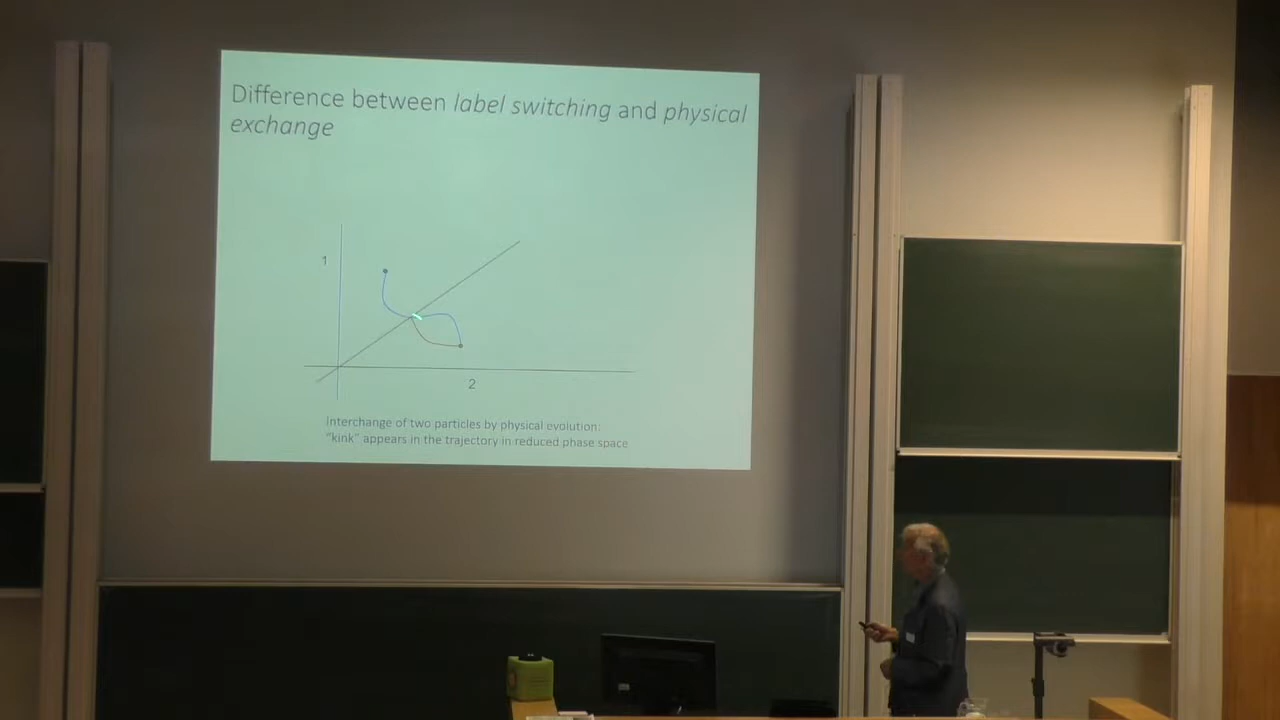 Difference between label switching and physical
exchange
1
2
Interchange of two particles by physical evolution:
"kink" appears in the trajectory in reduced phase space